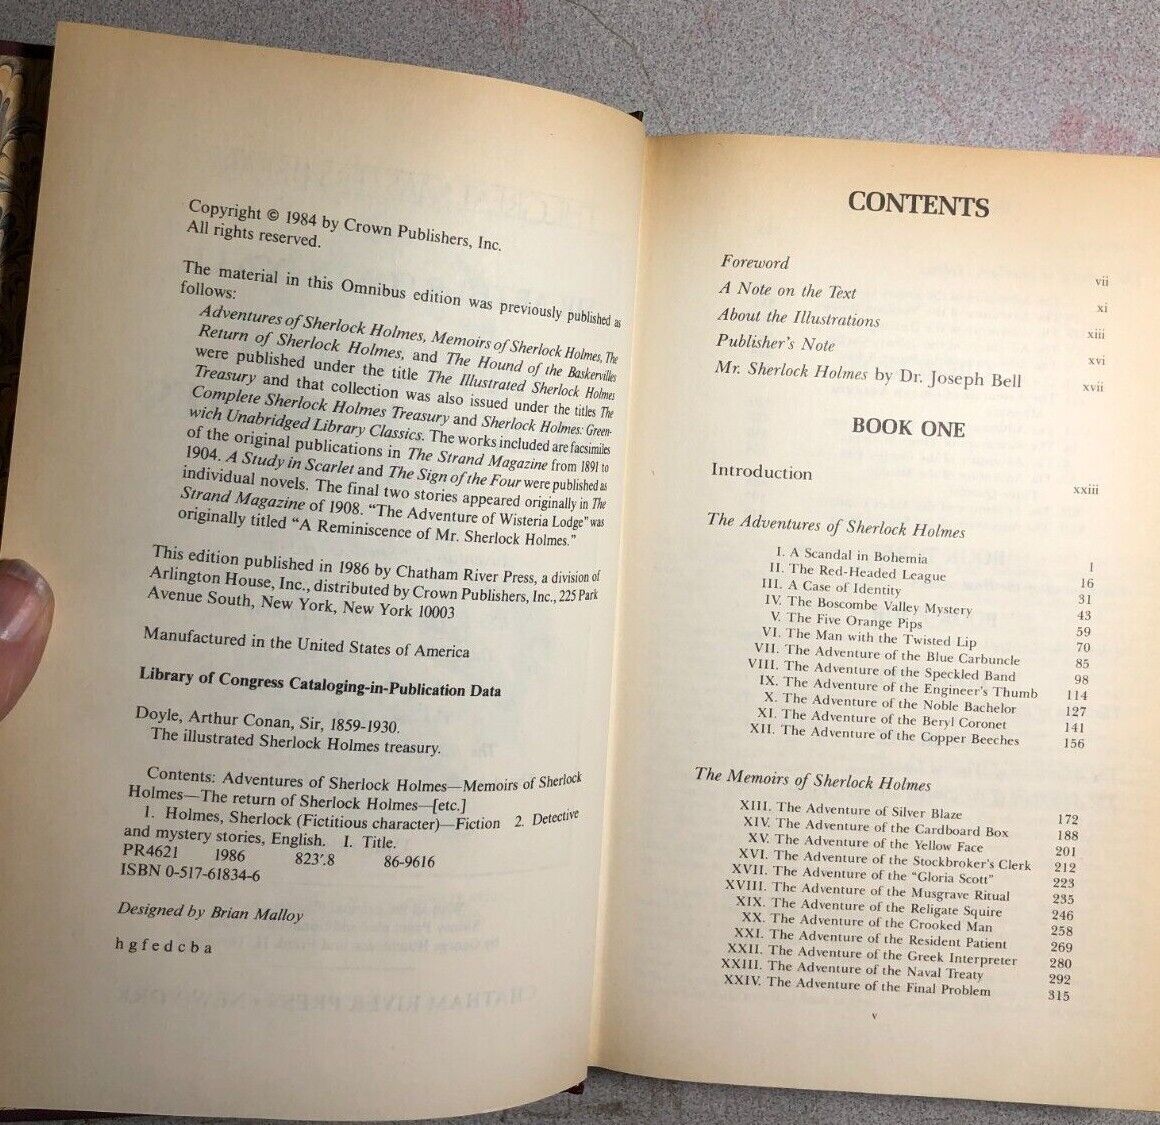 Copyright © 1984 by Crown Publishers, Inc.
All rights reserved.
The material in this Omnibus edition was previously published as
follows:
Adventures of Sherlock Holmes, Memoirs of Sherlock Holmes, The
Return of Sherlock Holmes, and The Hound of the Baskervilles
were published under the title The Illustrated Sherlock Holmes
Treasury and that collection was also issued under the titles The
Complete Sherlock Holmes Treasury and Sherlock Holmes: Green-
wich Unabridged Library Classics. The works included are facsimiles
of the original publications in The Strand Magazine from 1891 to
1904. A Study in Scarlet and The Sign of the Four were published as
individual novels. The final two stories appeared originally in The
Strand Magazine of 1908. "The Adventure of Wisteria Lodge" was
originally titled "A Reminiscence of Mr. Sherlock Holmes."
This edition published in 1986 by Chatham River Press, a division of
Arlington House, Inc., distributed by Crown Publishers, Inc., 225 Park
Avenue South, New York, New York 10003
Manufactured in the United States of America
Library of Congress Cataloging-in-Publication Data
Doyle, Arthur Conan, Sir, 1859-1930.
The illustrated Sherlock Holmes treasury.
Contents: Adventures of Sherlock Holmes—Memoirs of Sherlock
Holmes—The return of Sherlock Holmes—[etc.]
1. Holmes, Sherlock (Fictitious character)—Fiction 2. Detective
and mystery stories, English. I. Title.
PR4621 1986 823'.8 86-9616
ISBN 0-517-61834-6
Designed by Brian Malloy
h g f e d c b a
CONTENTS
Foreword vii
A Note on the Text xi
About the Illustrations xiii
Publisher's Note xvi
Mr. Sherlock Holmes by Dr. Joseph Bell xvii
BOOK ONE
Introduction xxiii
The Adventures of Sherlock Holmes
I. A Scandal in Bohemia 1
II. The Red-Headed League 16
III. A Case of Identity 31
IV. The Boscombe Valley Mystery 43
V. The Five Orange Pips 59
VI. The Man with the Twisted Lip 70
VII. The Adventure of the Blue Carbuncle 85
VIII. The Adventure of the Speckled Band 98
IX. The Adventure of the Engineer's Thumb 114
X. The Adventure of the Noble Bachelor 127
XI. The Adventure of the Beryl Coronet 141
XII. The Adventure of the Copper Beeches 156
The Memoirs of Sherlock Holmes
XIII. The Adventure of Silver Blaze 172
XIV. The Adventure of the Cardboard Box 188
XV. The Adventure of the Yellow Face 201
XVI. The Adventure of the Stockbroker's Clerk 212
XVII. The Adventure of the "Gloria Scott" 223
XVIII. The Adventure of the Musgrave Ritual 235
XIX. The Adventure of the Religate Squire 246
XX. The Adventure of the Crooked Man 258
XXI. The Adventure of the Resident Patient 269
XXII. The Adventure of the Greek Interpreter 280
XXIII. The Adventure of the Naval Treaty 292
XXIV. The Adventure of the Final Problem 315
v